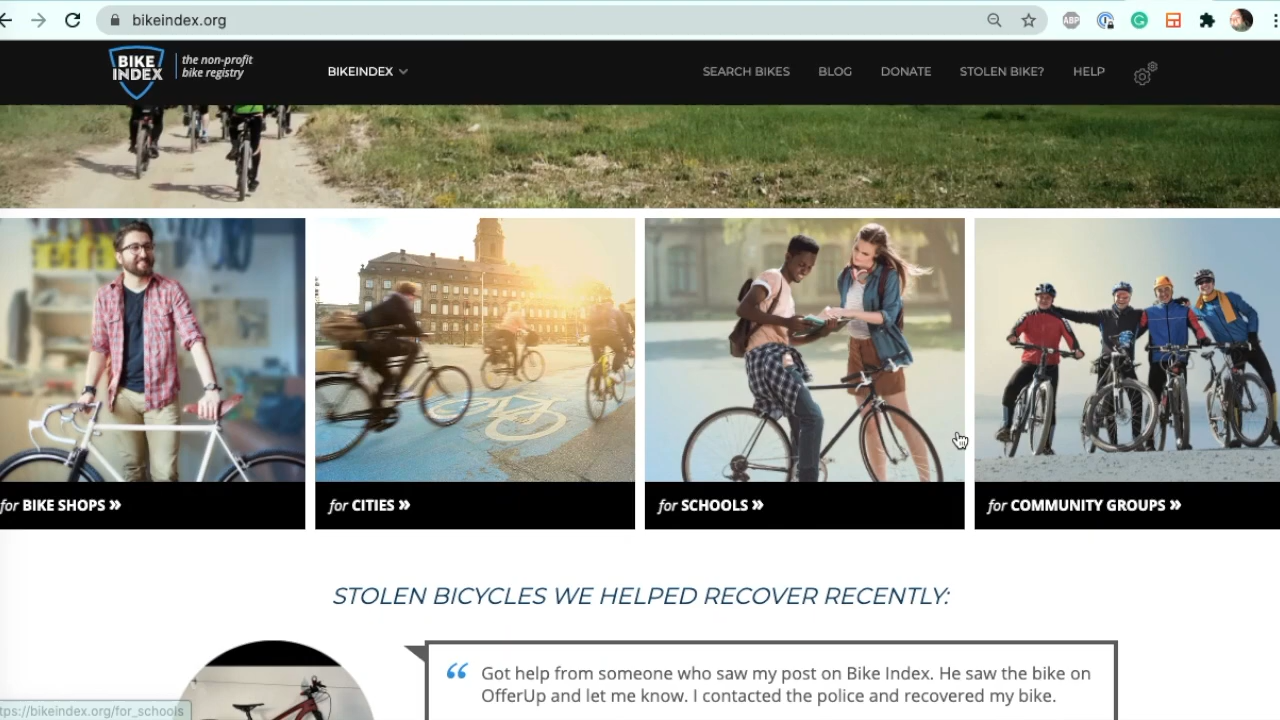 bikeindex.org
ABP
BIKE
INDEX
the non-profit
bike registry
BIKEINDEX
SEARCH BIKES
BLOG
DONATE
STOLEN BIKE?
HELP
for BIKE SHOPS »
for CITIES »
for SCHOOLS »
for COMMUNITY GROUPS »
STOLEN BICYCLES WE HELPED RECOVER RECENTLY:
“ Got help from someone who saw my post on Bike Index. He saw the bike on
OfferUp and let me know. I contacted the police and recovered my bike.
ttps://bikeindex.org/for_schools